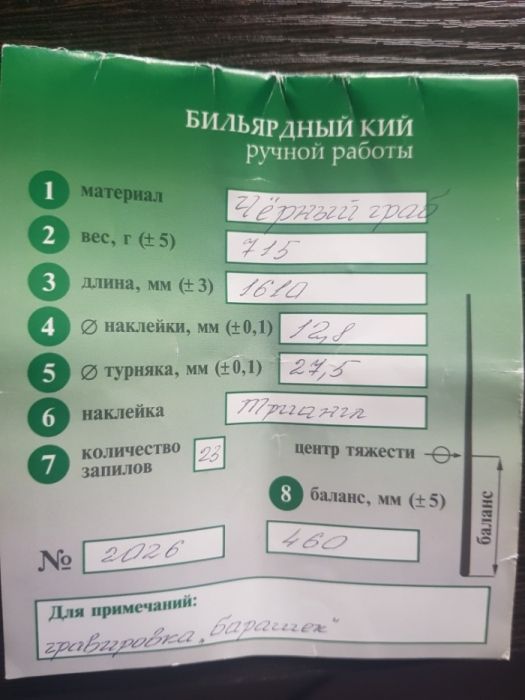 БИЛЬЯРДНЫЙ КИЙ
ручной работы
1 материал Чёрный граб
2 вес, г (± 5) 715
3 длина, мм (± 3) 1610
4 ⌀ наклейки, мм (±0,1) 12,8
5 ⌀ турняка, мм (±0,1) 27,5
6 наклейка Триангл
7 количество запилов 23
центр тяжести
8 баланс, мм (± 5)
460
баланс
№ 2026
Для примечаний:
гравировка „Барашек"